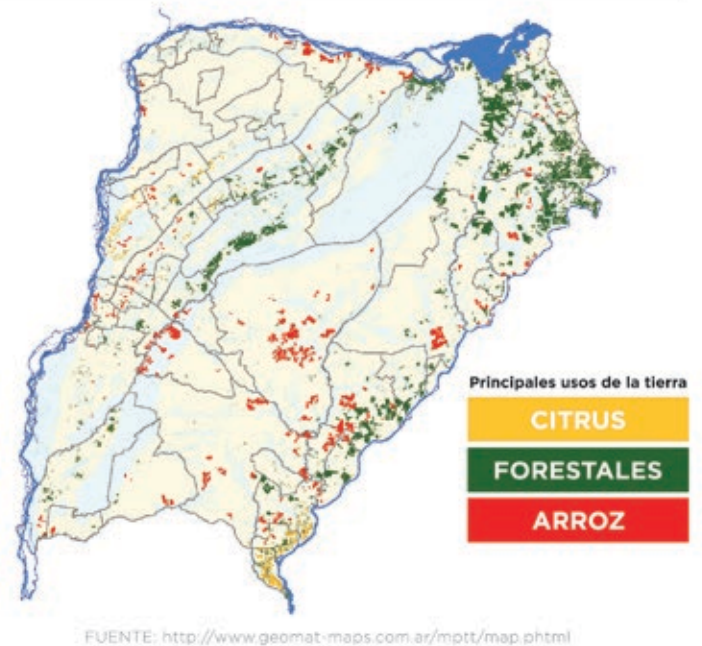 Principales usos de la tierra
CITRUS
FORESTALES
ARROZ
FUENTE: http://www.geomat-maps.com.ar/mptt/map.phtml